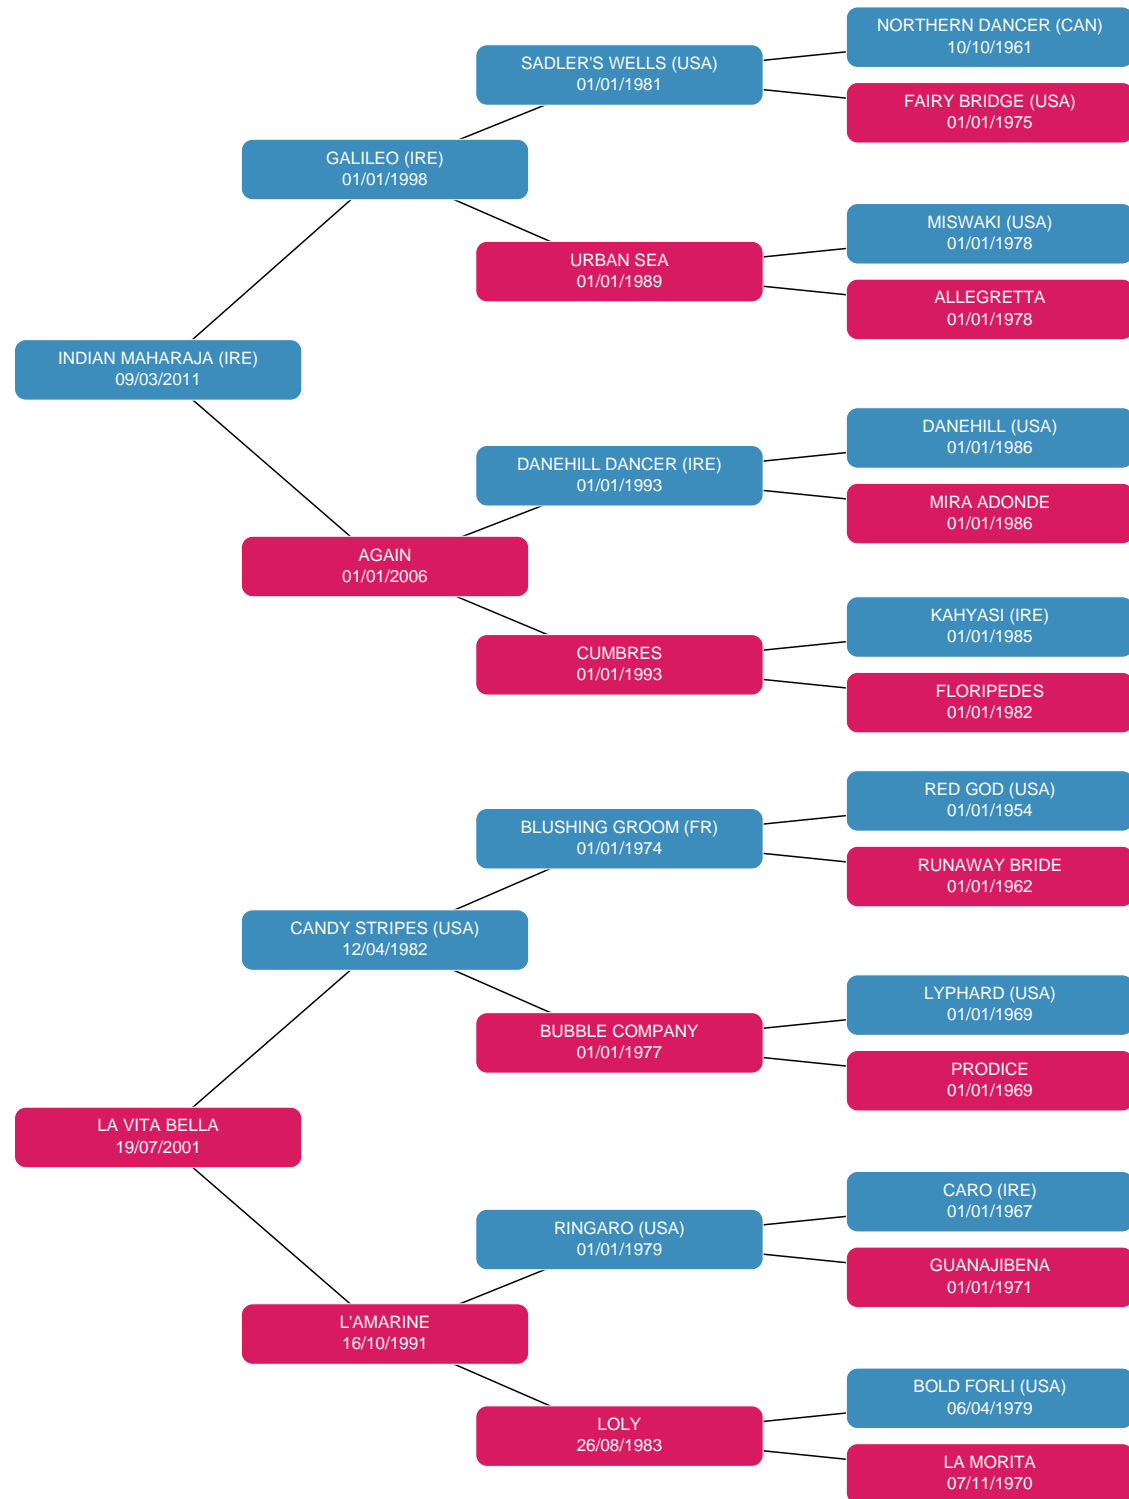 NORTHERN DANCER (CAN)
10/10/1961
SADLER'S WELLS (USA)
01/01/1981
FAIRY BRIDGE (USA)
01/01/1975
GALILEO (IRE)
01/01/1998
MISWAKI (USA)
01/01/1978
URBAN SEA
01/01/1989
ALLEGRETTA
01/01/1978
INDIAN MAHARAJA (IRE)
09/03/2011
DANEHILL (USA)
01/01/1986
DANEHILL DANCER (IRE)
01/01/1993
MIRA ADONDE
01/01/1986
AGAIN
01/01/2006
KAHYASI (IRE)
01/01/1985
CUMBRES
01/01/1993
FLORIPEDES
01/01/1982
RED GOD (USA)
01/01/1954
BLUSHING GROOM (FR)
01/01/1974
RUNAWAY BRIDE
01/01/1962
CANDY STRIPES (USA)
12/04/1982
LYPHARD (USA)
01/01/1969
BUBBLE COMPANY
01/01/1977
PRODICE
01/01/1969
LA VITA BELLA
19/07/2001
CARO (IRE)
01/01/1967
RINGARO (USA)
01/01/1979
GUANAJIBENA
01/01/1971
L'AMARINE
16/10/1991
BOLD FORLI (USA)
06/04/1979
LOLY
26/08/1983
LA MORITA
07/11/1970